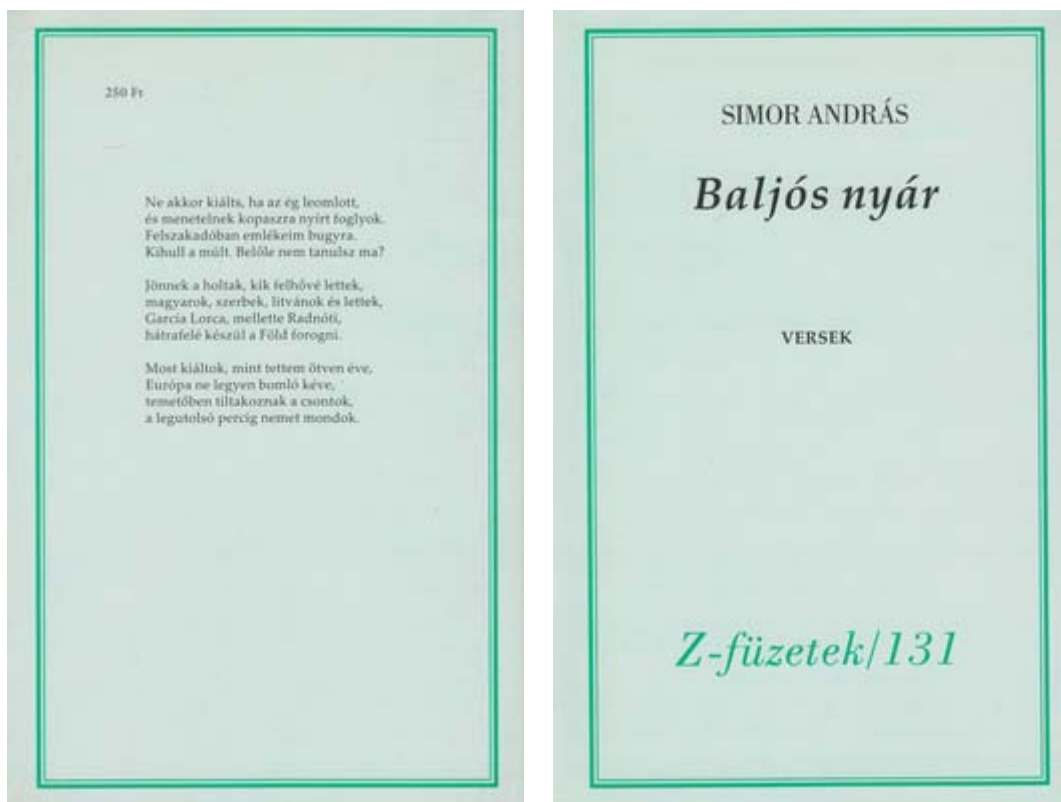 250 Ft
Ne akkor kiálts, ha az ég leomlott,
és menetelnek kopaszra nyírt foglyok.
Felszakadóban emlékeim bugyra.
Kihull a múlt. Belőle nem tanulsz ma?
Jönnek a holtak, kik felhővé lettek,
magyarok, szerbek, litvánok és lettek,
García Lorca, mellette Radnóti,
hátrafelé készül a Föld forogni.
Most kiáltok, mint tettem ötven éve,
Európa ne legyen bomló kéve,
temetőben tiltakoznak a csontok,
a legutolsó percig nemet mondok.
SIMOR ANDRÁS
Baljós nyár
VERSEK
Z-füzetek/131